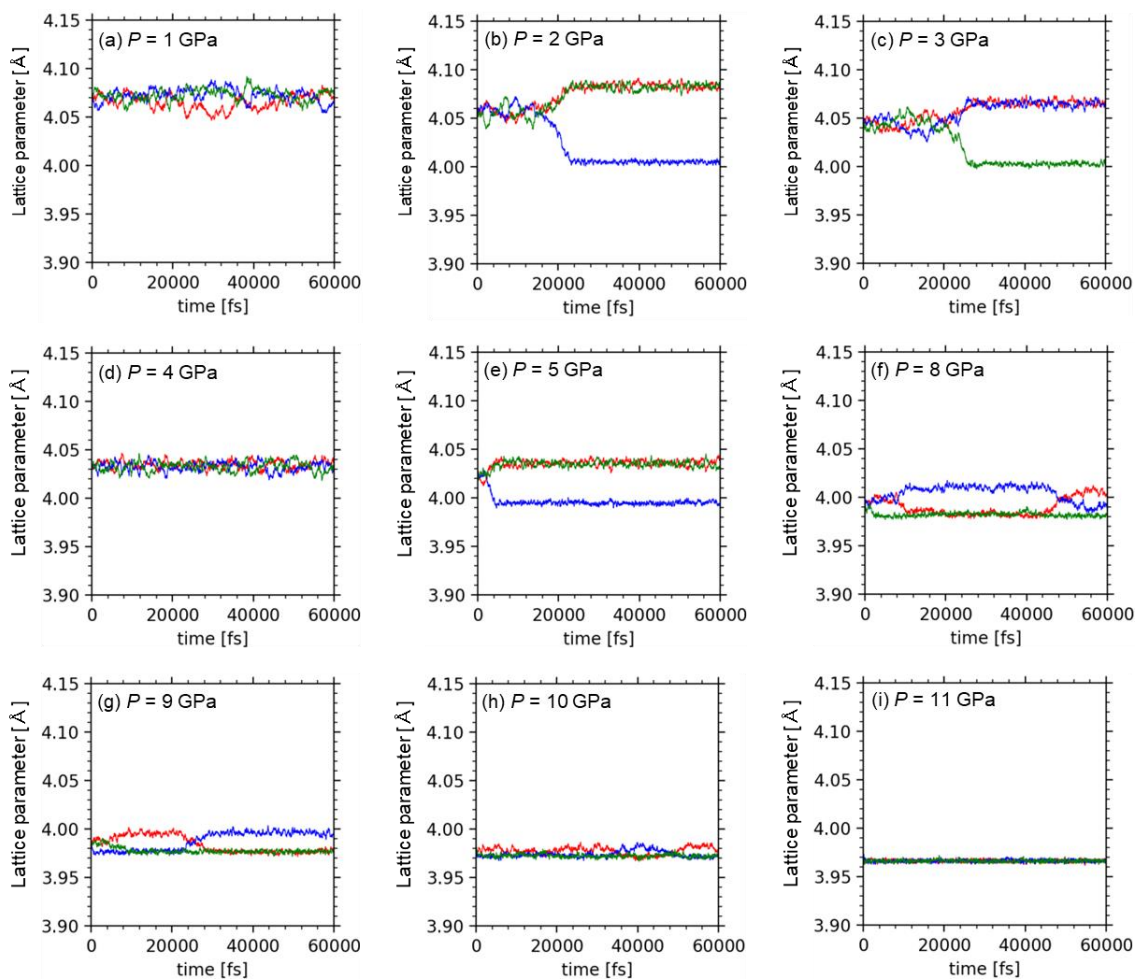 (a) P = 1 GPa
Lattice parameter [Å]
4.15
4.10
4.05
4.00
3.95
3.90
0 20000 40000 60000
time [fs]
(b) P = 2 GPa
Lattice parameter [Å]
4.15
4.10
4.05
4.00
3.95
3.90
0 20000 40000 60000
time [fs]
(c) P = 3 GPa
Lattice parameter [Å]
4.15
4.10
4.05
4.00
3.95
3.90
0 20000 40000 60000
time [fs]
(d) P = 4 GPa
Lattice parameter [Å]
4.15
4.10
4.05
4.00
3.95
3.90
0 20000 40000 60000
time [fs]
(e) P = 5 GPa
Lattice parameter [Å]
4.15
4.10
4.05
4.00
3.95
3.90
0 20000 40000 60000
time [fs]
(f) P = 8 GPa
Lattice parameter [Å]
4.15
4.10
4.05
4.00
3.95
3.90
0 20000 40000 60000
time [fs]
(g) P = 9 GPa
Lattice parameter [Å]
4.15
4.10
4.05
4.00
3.95
3.90
0 20000 40000 60000
time [fs]
(h) P = 10 GPa
Lattice parameter [Å]
4.15
4.10
4.05
4.00
3.95
3.90
0 20000 40000 60000
time [fs]
(i) P = 11 GPa
Lattice parameter [Å]
4.15
4.10
4.05
4.00
3.95
3.90
0 20000 40000 60000
time [fs]